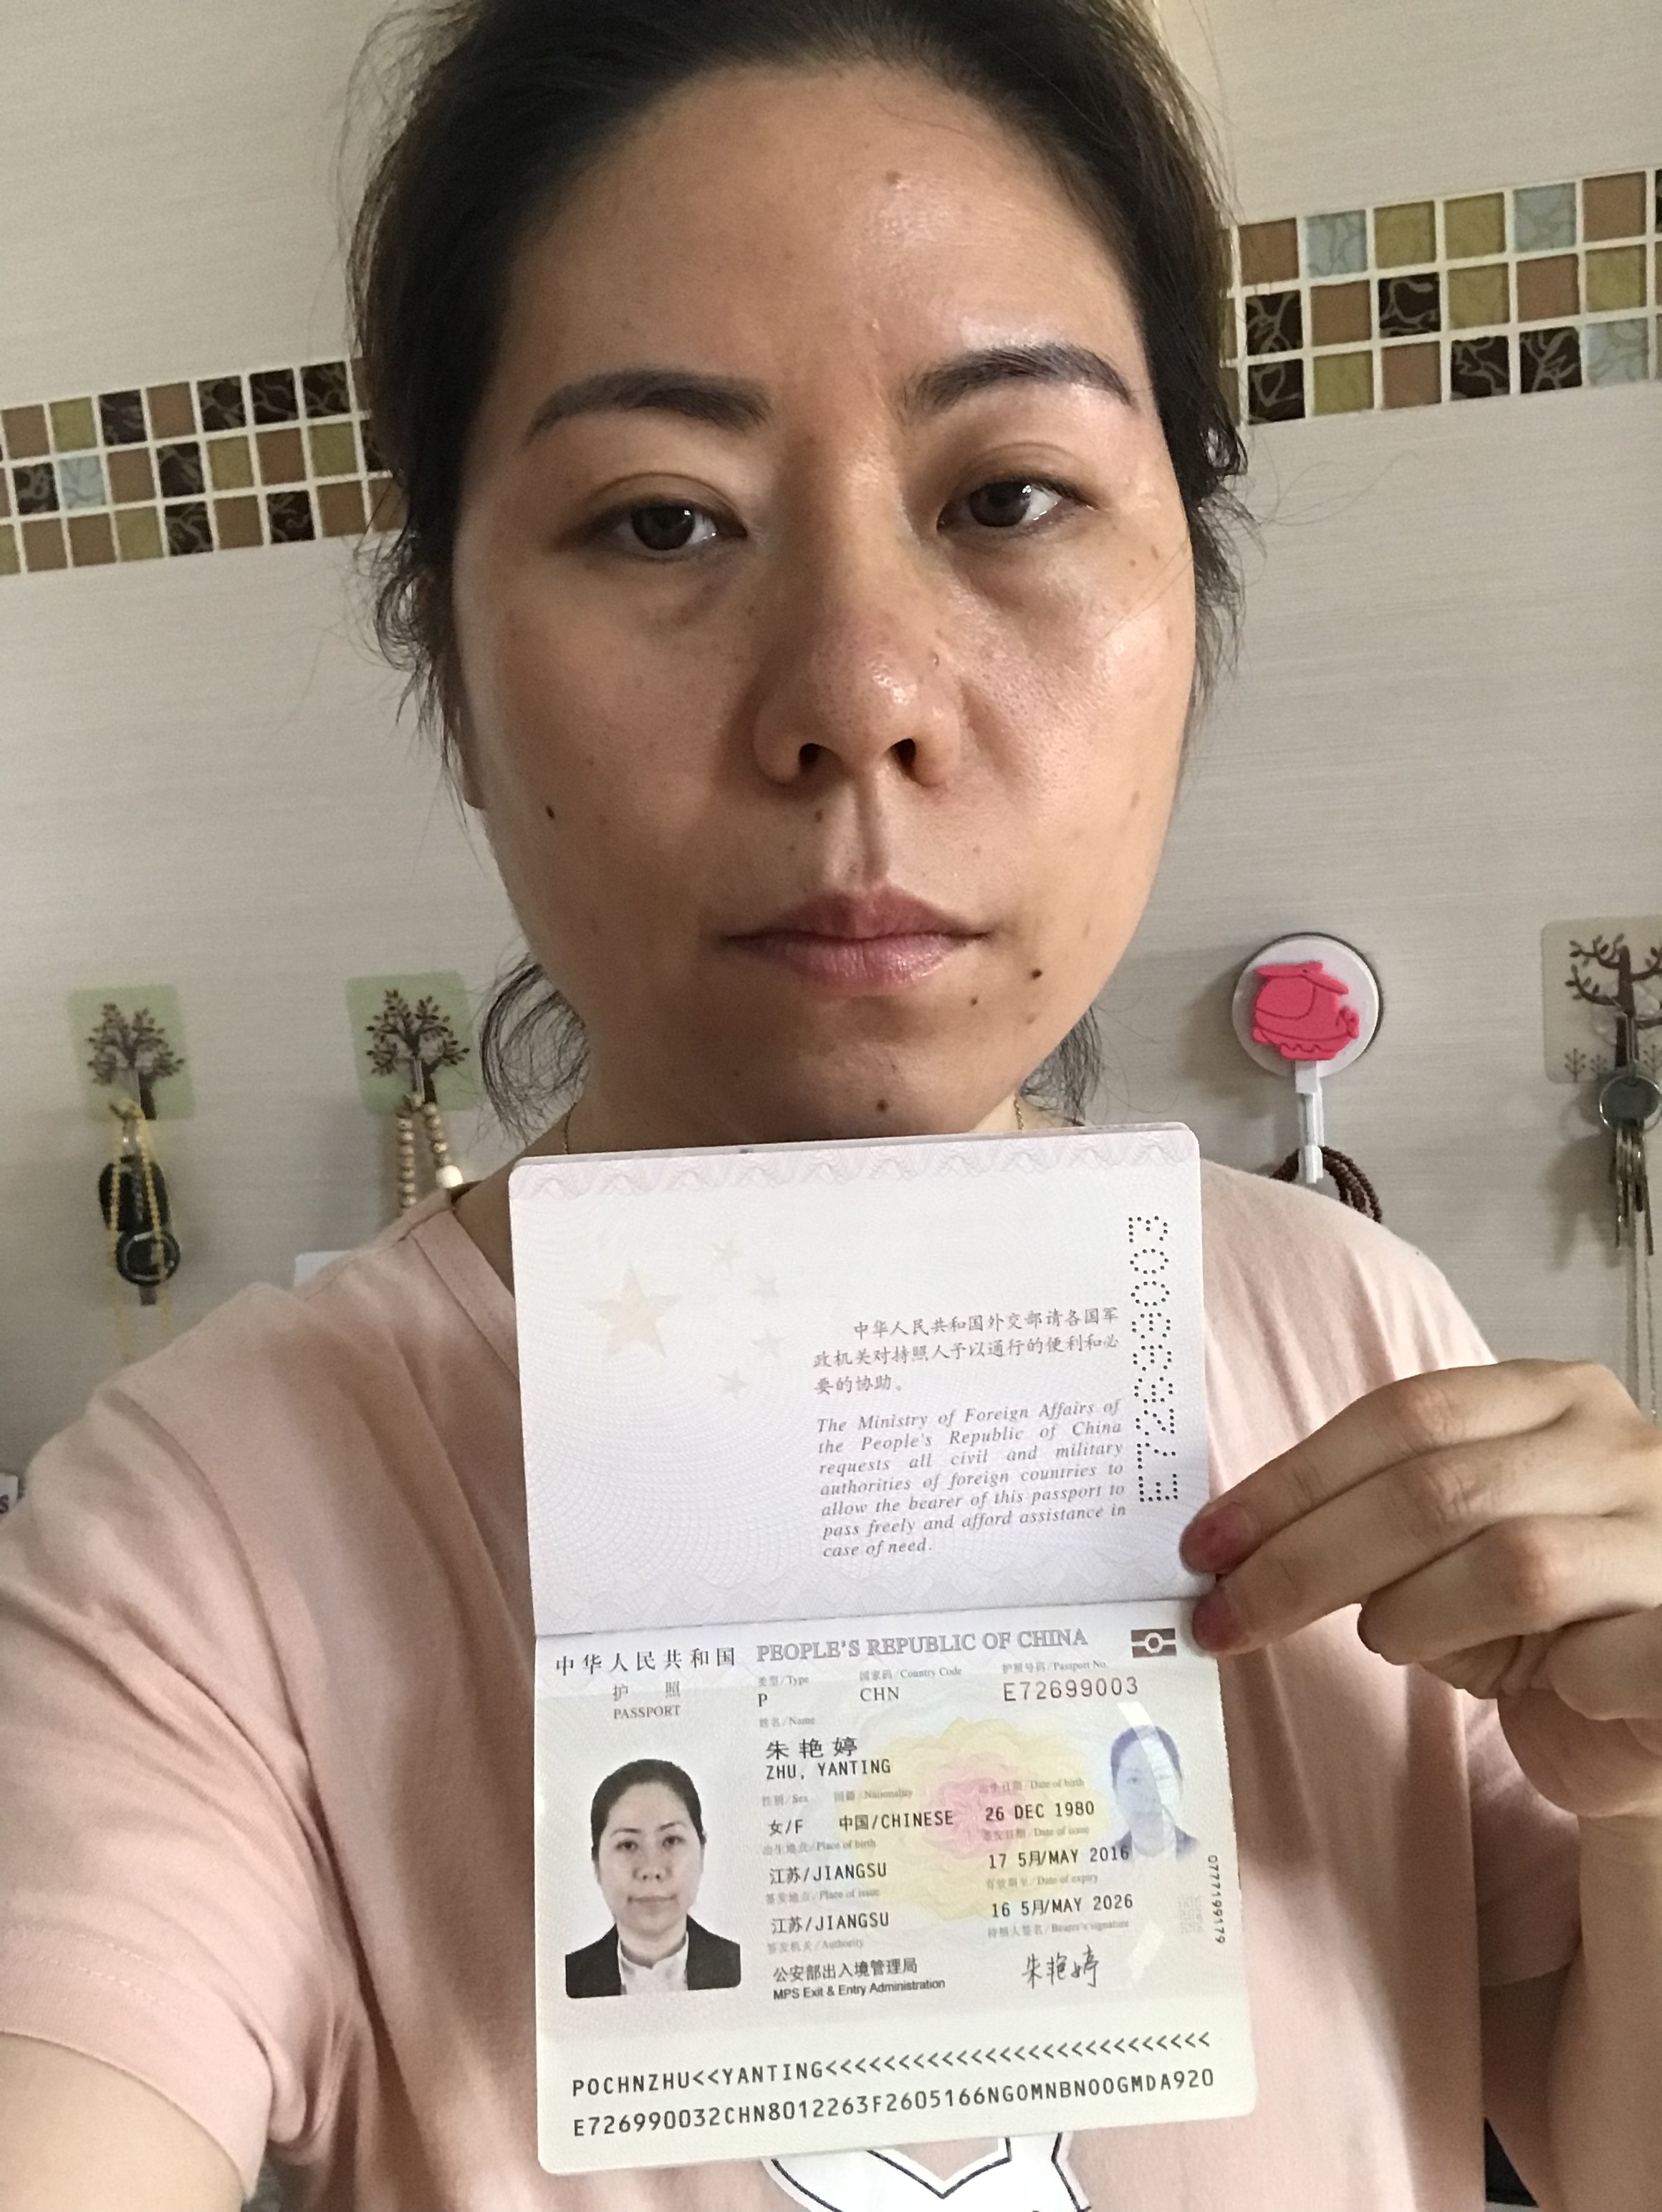 中华人民共和国外交部请各国军
政机关对持照人予以通行的便利和必
要的协助。
The Ministry of Foreign Affairs of
the People's Republic of China
requests all civil and military
authorities of foreign countries to
allow the bearer of this passport to
pass freely and afford assistance in
case of need.
E72699003
中华人民共和国 PEOPLE'S REPUBLIC OF CHINA
护照
PASSPORT
类型/Type 国家码/Country Code 护照号码/Passport No.
P CHN E72699003
姓名/Name
朱艳婷
ZHU, YANTING
性别/Sex 国籍/Nationality 出生日期/Date of birth
女/F 中国/CHINESE 26 DEC 1980
出生地点/Place of birth 签发日期/Date of issue
江苏/JIANGSU 17 5月/MAY 2016
签发地点/Place of issue 有效期至/Date of expiry
江苏/JIANGSU 16 5月/MAY 2026
签发机关/Authority 持照人签名/Bearer's signature
公安部出入境管理局 朱艳婷
MPS Exit & Entry Administration
0777199179
POCHNZHU<<YANTING<<<<<<<<<<<<<<<<<<<<<<<<<<<
E726990032CHN8012263F2605166NGOMNBNOOGMDA920